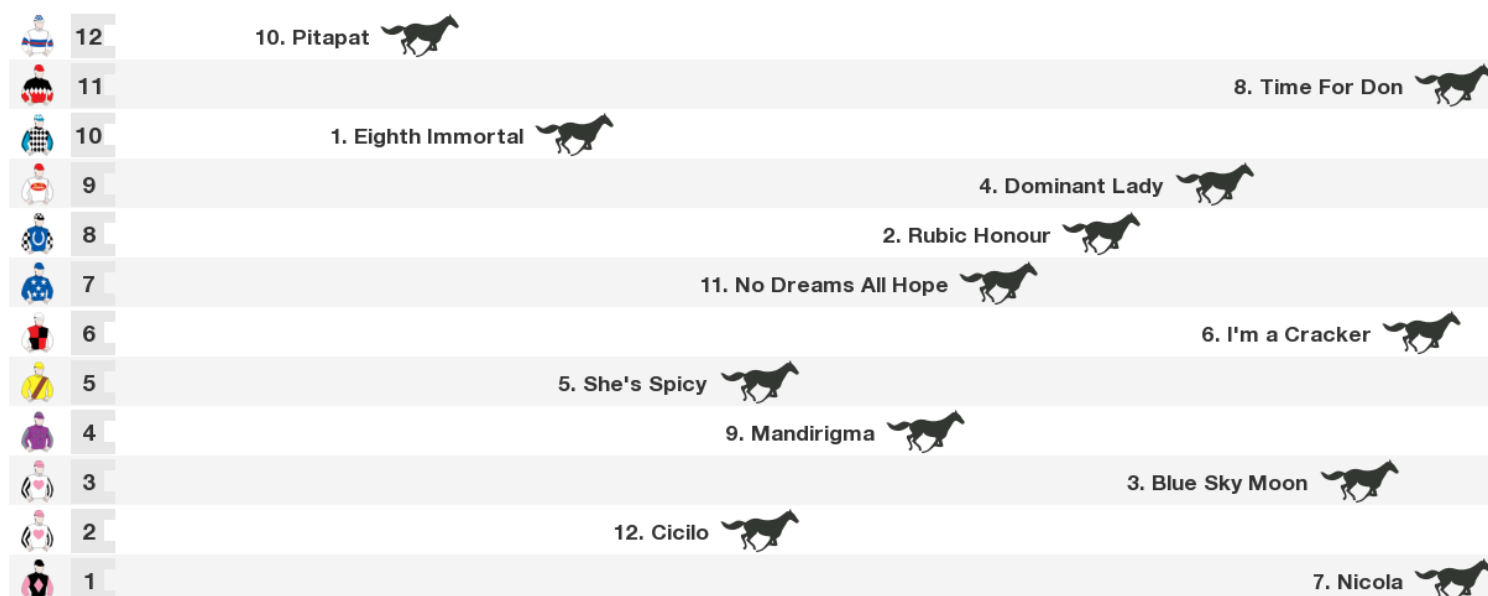 12 10. Pitapat
11 8. Time For Don
10 1. Eighth Immortal
9 4. Dominant Lady
8 2. Rubic Honour
7 11. No Dreams All Hope
6 6. I'm a Cracker
5 5. She's Spicy
4 9. Mandirigma
3 3. Blue Sky Moon
2 12. Cicilo
1 7. Nicola